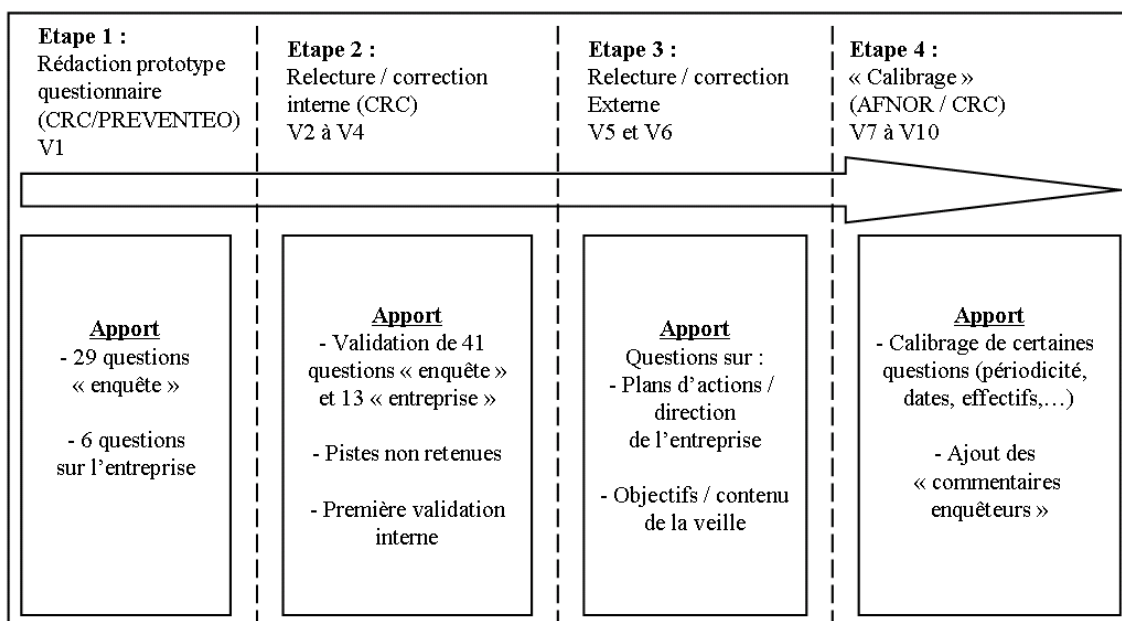 Etape 1 :
Rédaction prototype
questionnaire
(CRC/PREVENTEO)
V1
Etape 2 :
Relecture / correction
interne (CRC)
V2 à V4
Etape 3 :
Relecture / correction
Externe
V5 et V6
Etape 4 :
« Calibrage »
(AFNOR / CRC)
V7 à V10
Apport
- 29 questions
« enquête »
- 6 questions
sur l’entreprise
Apport
- Validation de 41
questions « enquête »
et 13 « entreprise »
- Pistes non retenues
- Première validation
interne
Apport
Questions sur :
- Plans d’actions /
direction
de l’entreprise
- Objectifs / contenu
de la veille
Apport
- Calibrage de certaines
questions (périodicité,
dates, effectifs,…)
- Ajout des
« commentaires
enquêteurs »